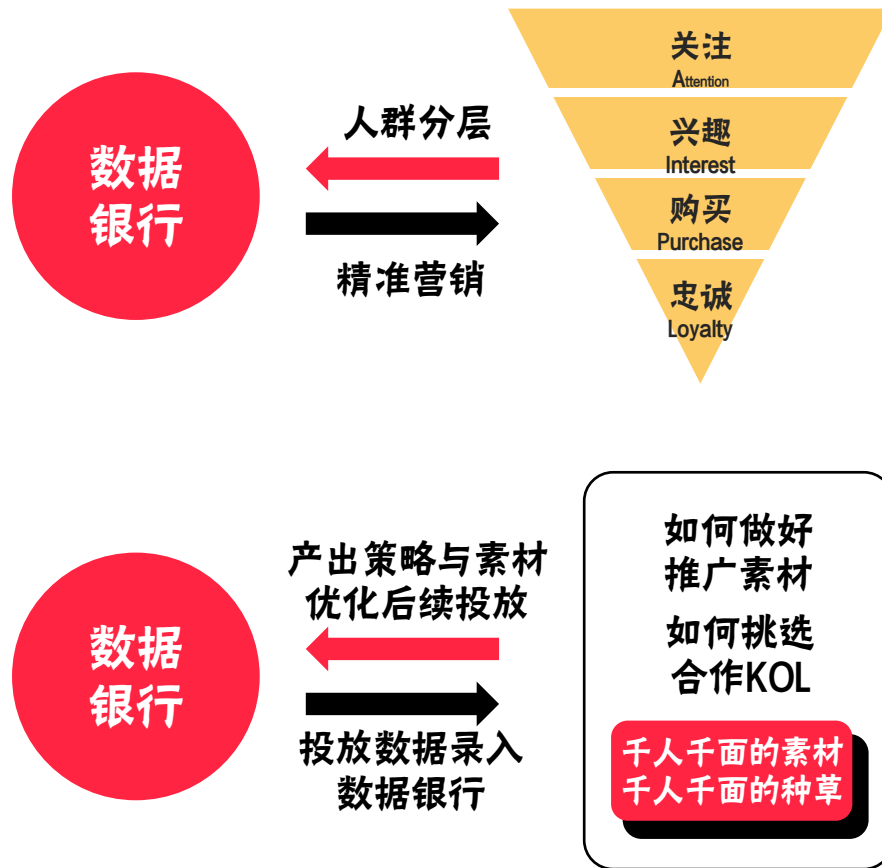 数据
银行
人群分层
精准营销
关注
Attention
兴趣
Interest
购买
Purchase
忠诚
Loyalty
数据
银行
产出策略与素材
优化后续投放
投放数据录入
数据银行
如何做好
推广素材
如何挑选
合作KOL
千人千面的素材
千人千面的种草